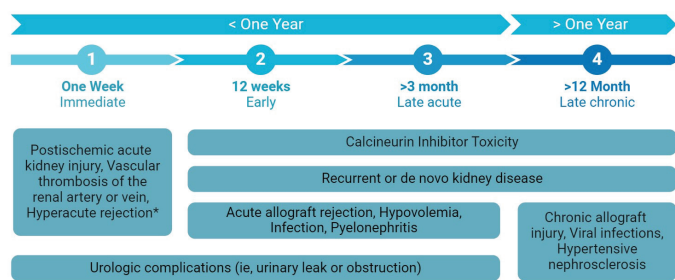 < One Year
> One Year
1
2
3
4
One Week
Immediate
12 weeks
Early
>3 month
Late acute
>12 Month
Late chronic
Postischemic acute
kidney injury, Vascular
thrombosis of the
renal artery or vein,
Hyperacute rejection*
Calcineurin Inhibitor Toxicity
Recurrent or de novo kidney disease
Acute allograft rejection, Hypovolemia,
Infection, Pyelonephritis
Chronic allograft
injury, Viral infections,
Hypertensive
nephrosclerosis
Urologic complications (ie, urinary leak or obstruction)